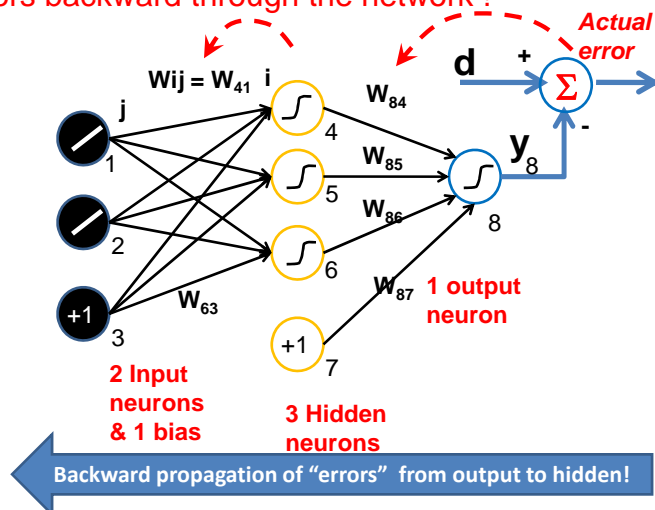 ors backward through the network !
Actual
error
Wij = W41 i
j
W84
d
+
Σ
-
1
4
W85
y8
2
5
W86
8
6
W63
W87
1 output
neuron
+1
3
+1
7
2 Input
neurons
& 1 bias
3 Hidden
neurons
Backward propagation of “errors” from output to hidden!